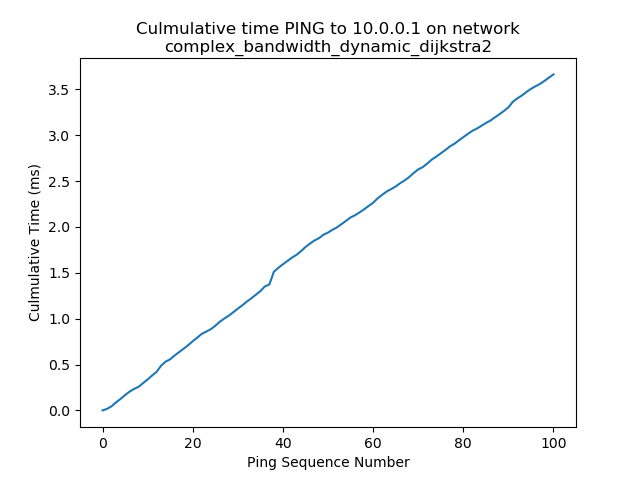 Culmulative time PING to 10.0.0.1 on network
complex_bandwidth_dynamic_dijkstra2
3.5
3.0
2.5
2.0
1.5
1.0
0.5
0.0
Culmulative Time (ms)
0 20 40 60 80 100
Ping Sequence Number